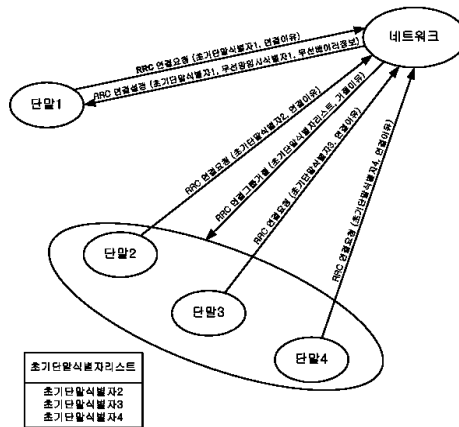 네트워크
RRC 연결요청 (초기단말식별자1, 연결이유)
RRC 연결설정 (초기단말식별자1, 무선망임시식별자1, 무선베어러정보)
단말1
RRC 연결요청 (초기단말식별자2, 연결이유)
RRC 연결그룹거절 (초기단말식별자리스트, 거절이유)
RRC 연결요청 (초기단말식별자3, 연결이유)
RRC 연결요청 (초기단말식별자4, 연결이유)
단말2
단말3
단말4
초기단말식별자리스트
초기단말식별자2
초기단말식별자3
초기단말식별자4